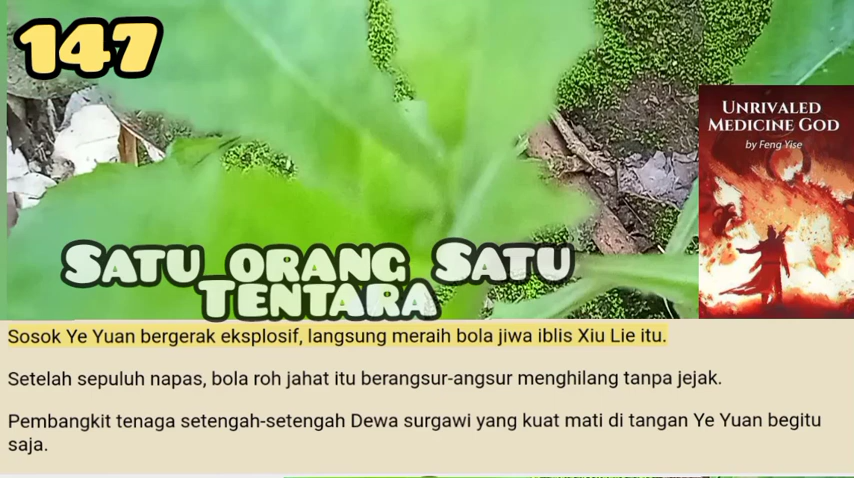 147
UNRIVALED
MEDICINE GOD
by Feng Yise
SATU ORANG SATU
TENTARA
Sosok Ye Yuan bergerak eksplosif, langsung meraih bola jiwa iblis Xiu Lie itu.
Setelah sepuluh napas, bola roh jahat itu berangsur-angsur menghilang tanpa jejak.
Pembangkit tenaga setengah-setengah Dewa surgawi yang kuat mati di tangan Ye Yuan begitu
saja.